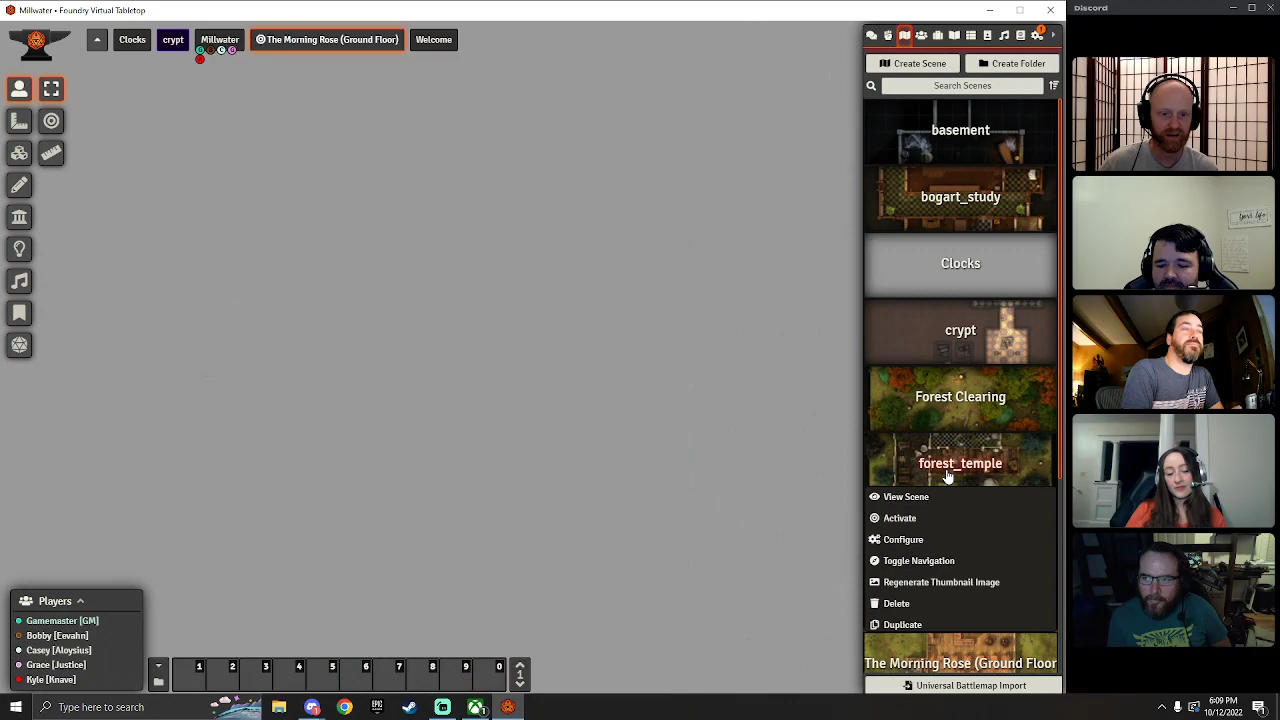 Millwater • Foundry Virtual Tabletop
Discord
Clocks
crypt
Millwater
G
C
G
The Morning Rose (Ground Floor)
Welcome
Create Scene
Create Folder
Search Scenes
basement
bogart_study
Clocks
crypt
Forest Clearing
forest_temple
View Scene
Activate
Configure
Toggle Navigation
Regenerate Thumbnail Image
Delete
Duplicate
The Morning Rose (Ground Floor
Universal Battlemap Import
Players
Gamemaster [GM]
Bobby [Eevahn]
Casey [Aloysius]
Grace [Justice]
Kyle [Knave]
1 2 3 4 5 6 7 8 9 0
1
Type here to search
EPIC
6:09 PM
10/12/2022